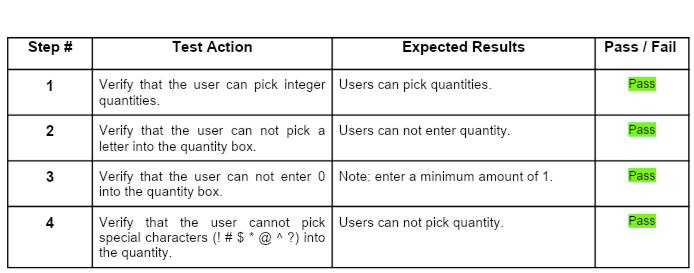 Step # Test Action Expected Results Pass / Fail
1 Verify that the user can pick integer Users can pick quantities. Pass
quantities.
2 Verify that the user can not pick a Users can not enter quantity. Pass
letter into the quantity box.
3 Verify that the user can not enter 0 Note: enter a minimum amount of 1. Pass
into the quantity box.
4 Verify that the user cannot pick Users can not pick quantity. Pass
special characters (! # $ * @ ^ ?) into
the quantity.